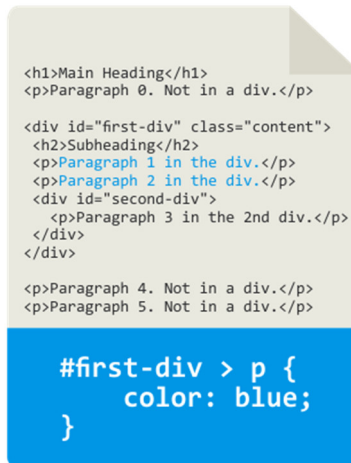 <h1>Main Heading</h1>
<p>Paragraph 0. Not in a div.</p>
<div id="first-div" class="content">
<h2>Subheading</h2>
<p>Paragraph 1 in the div.</p>
<p>Paragraph 2 in the div.</p>
<div id="second-div">
<p>Paragraph 3 in the 2nd div.</p>
</div>
</div>
<p>Paragraph 4. Not in a div.</p>
<p>Paragraph 5. Not in a div.</p>
#first-div > p {
color: blue;
}